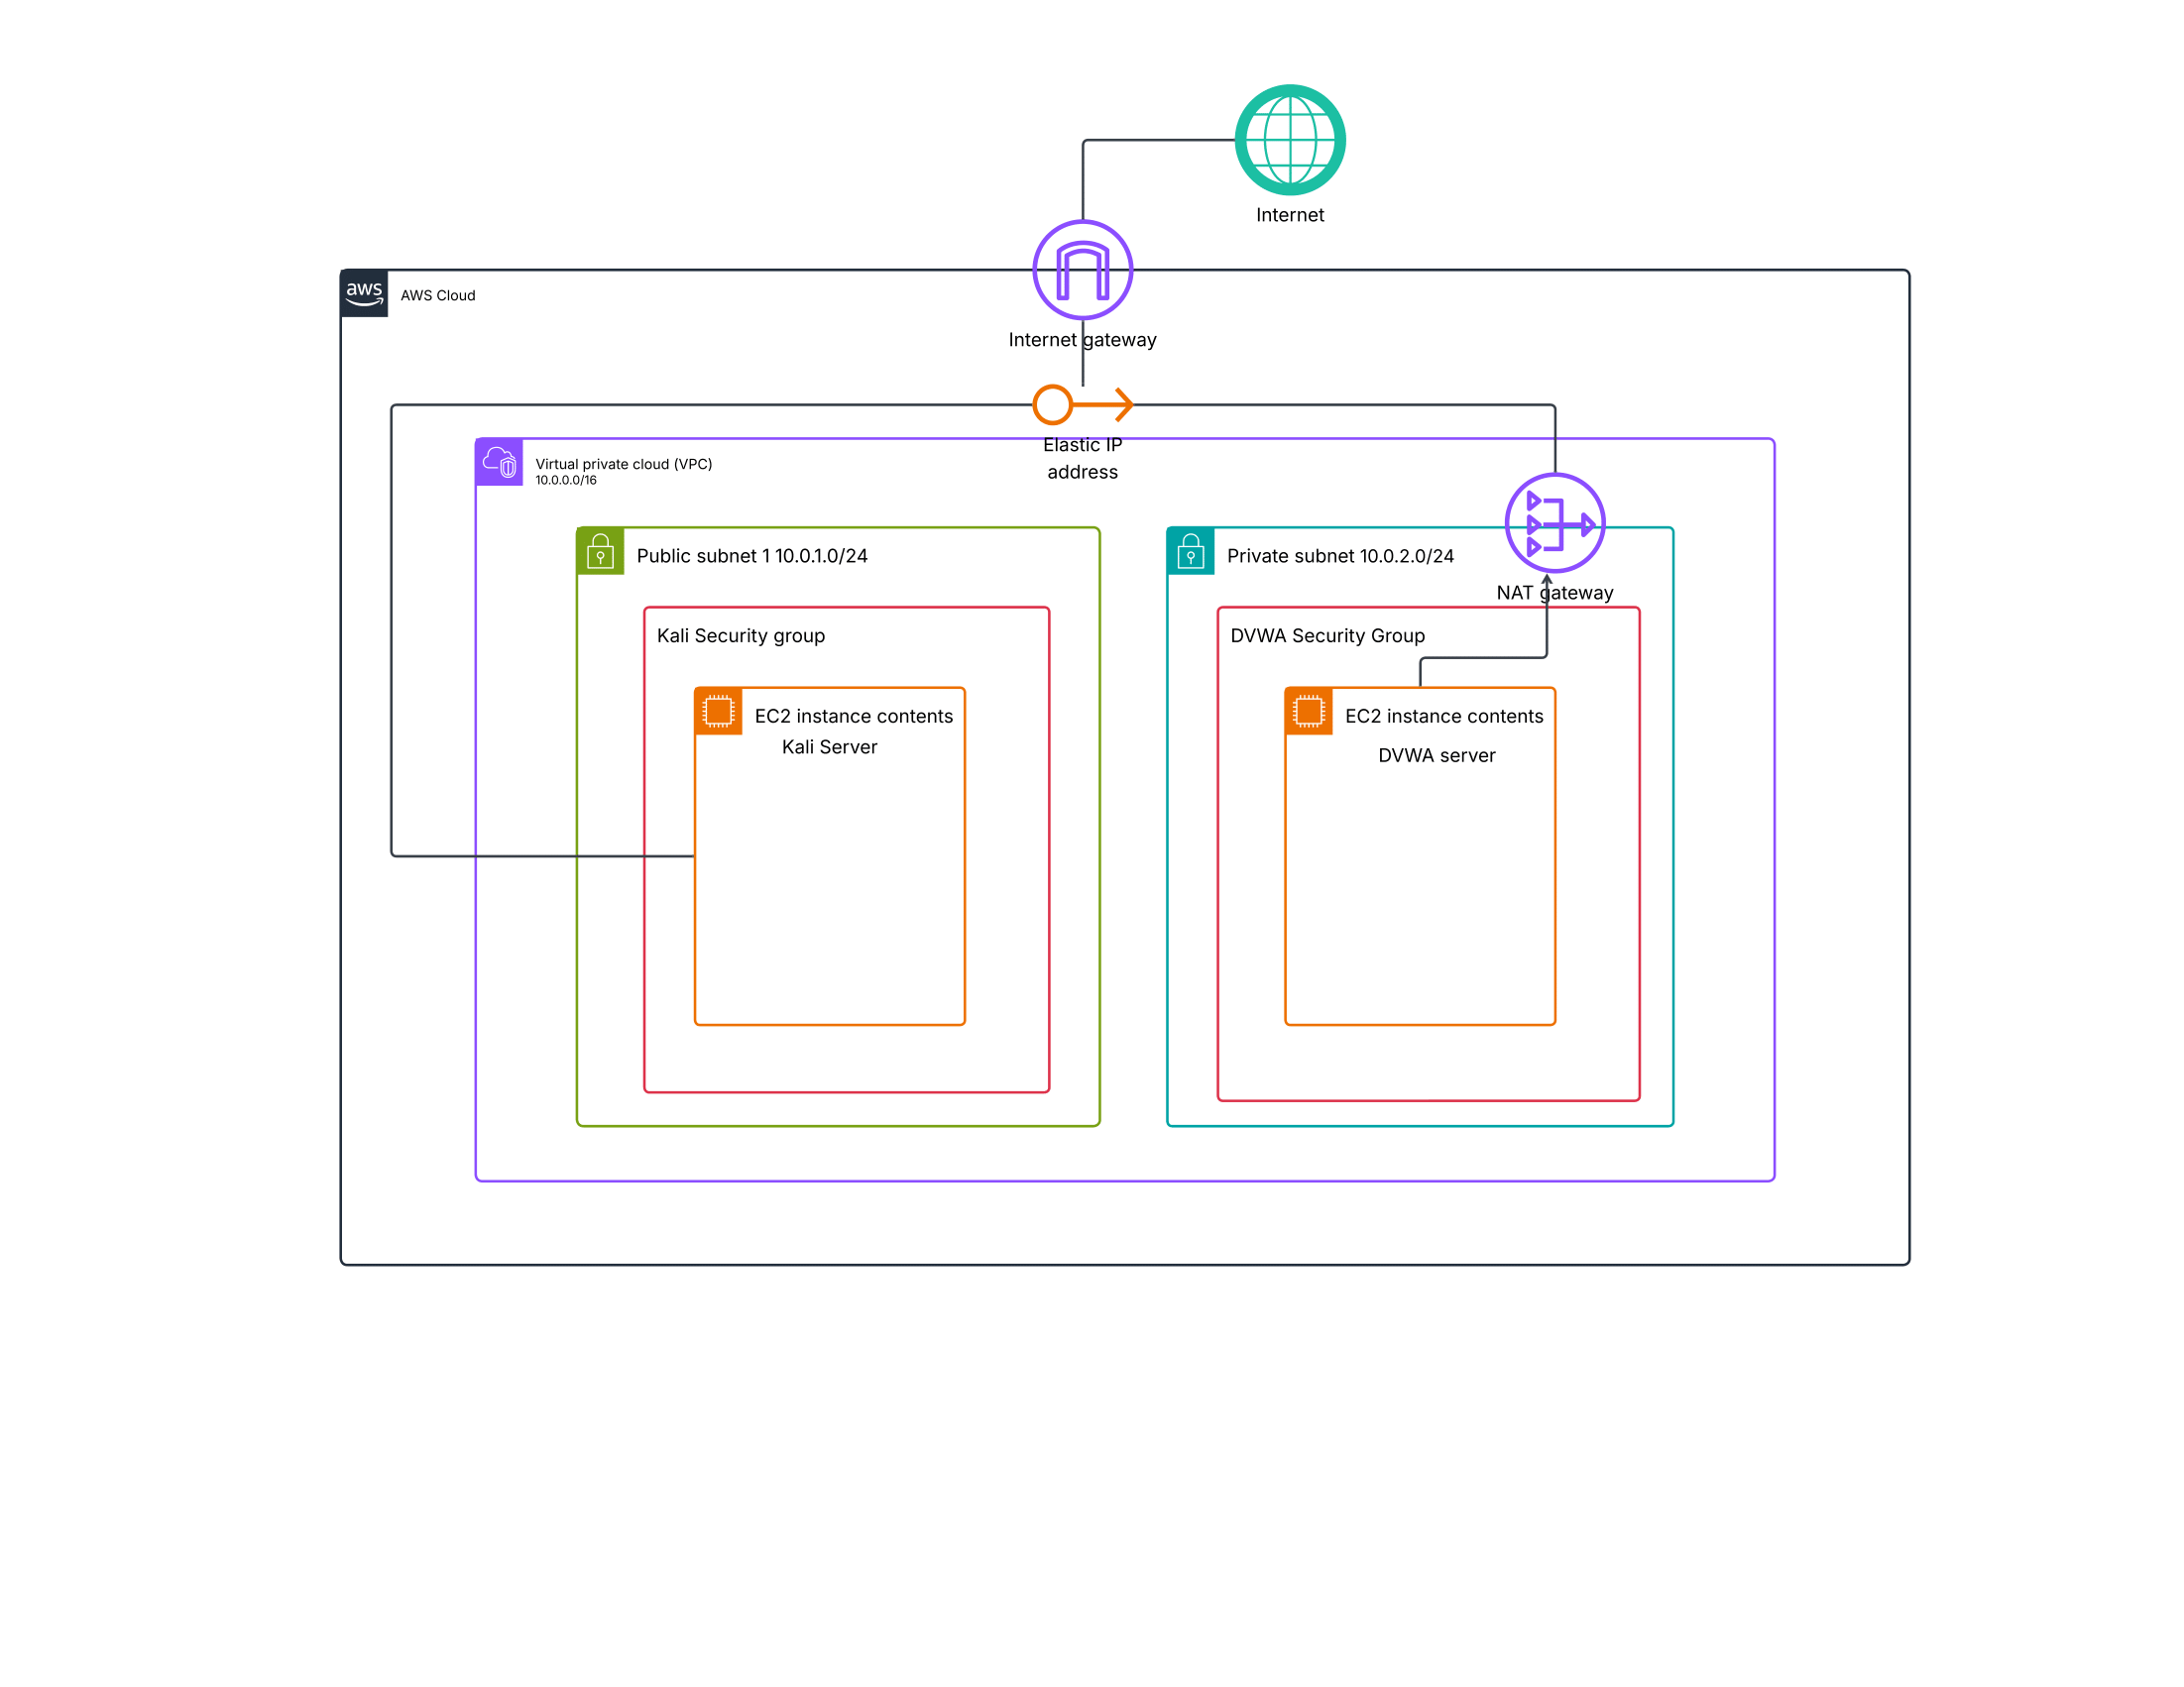 Internet
aws
AWS Cloud
Internet gateway
Elastic IP
address
Virtual private cloud (VPC)
10.0.0.0/16
Public subnet 1 10.0.1.0/24
Private subnet 10.0.2.0/24
NAT gateway
Kali Security group
DVWA Security Group
EC2 instance contents
Kali Server
EC2 instance contents
DVWA server